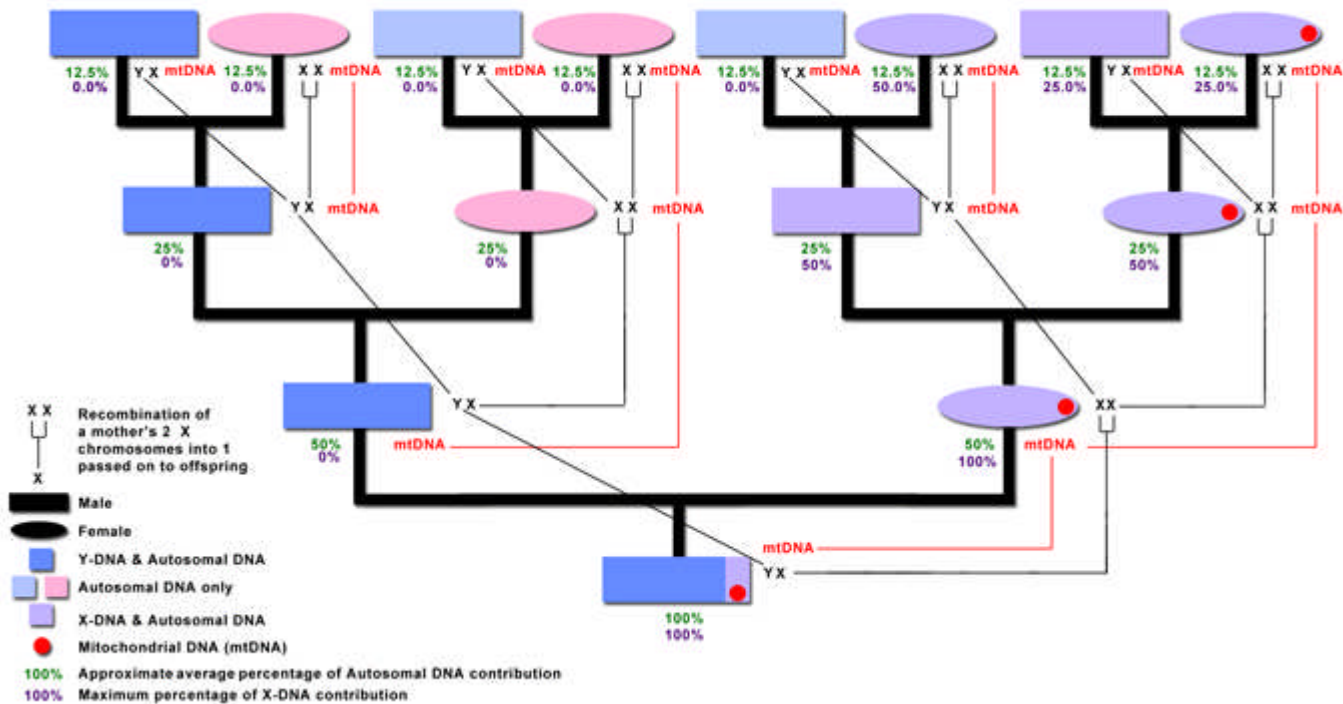 12.5% Y X mtDNA 12.5% X X mtDNA 12.5% Y X mtDNA 12.5% X X mtDNA 12.5% Y X mtDNA 12.5% X X mtDNA 12.5% Y X mtDNA 12.5% X X mtDNA
0.0% 0.0% 0.0% 0.0% 0.0% 50.0% 25.0% 25.0%
Y X mtDNA X X mtDNA Y X mtDNA X X mtDNA
25% 25% 25% 25%
0% 0% 50% 50%
Y X XX
50% mtDNA 50% mtDNA
0% 100%
mtDNA
Y X
100%
100%
X X Recombination of
a mother's 2 X
chromosomes into 1
passed on to offspring
X
Male
Female
Y-DNA & Autosomal DNA
Autosomal DNA only
X-DNA & Autosomal DNA
Mitochondrial DNA (mtDNA)
100% Approximate average percentage of Autosomal DNA contribution
100% Maximum percentage of X-DNA contribution